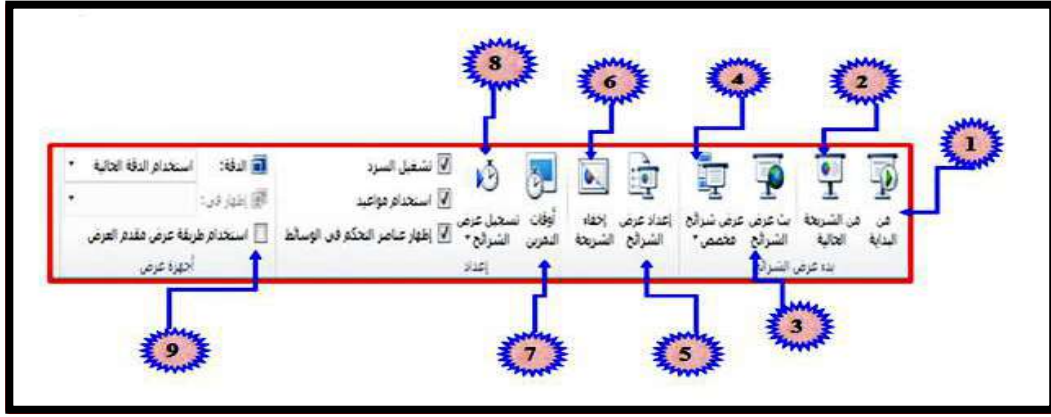 8
6
4
2
1
من البداية
من الشريحة الحالية
بث عرض الشرائح
عرض شرائح مخصص
بدء عرض الشرائح
إعداد عرض الشرائح
إخفاء الشريحة
أوقات التمرين
تسجيل عرض الشرائح
تشغيل السرد
استخدام مواعيد
إظهار عناصر التحكم في الوسائط
إعداد
الدقة: استخدام الدقة الحالية
إظهار في:
استخدام طريقة عرض مقدم العرض
أجهزة عرض
3
5
7
9